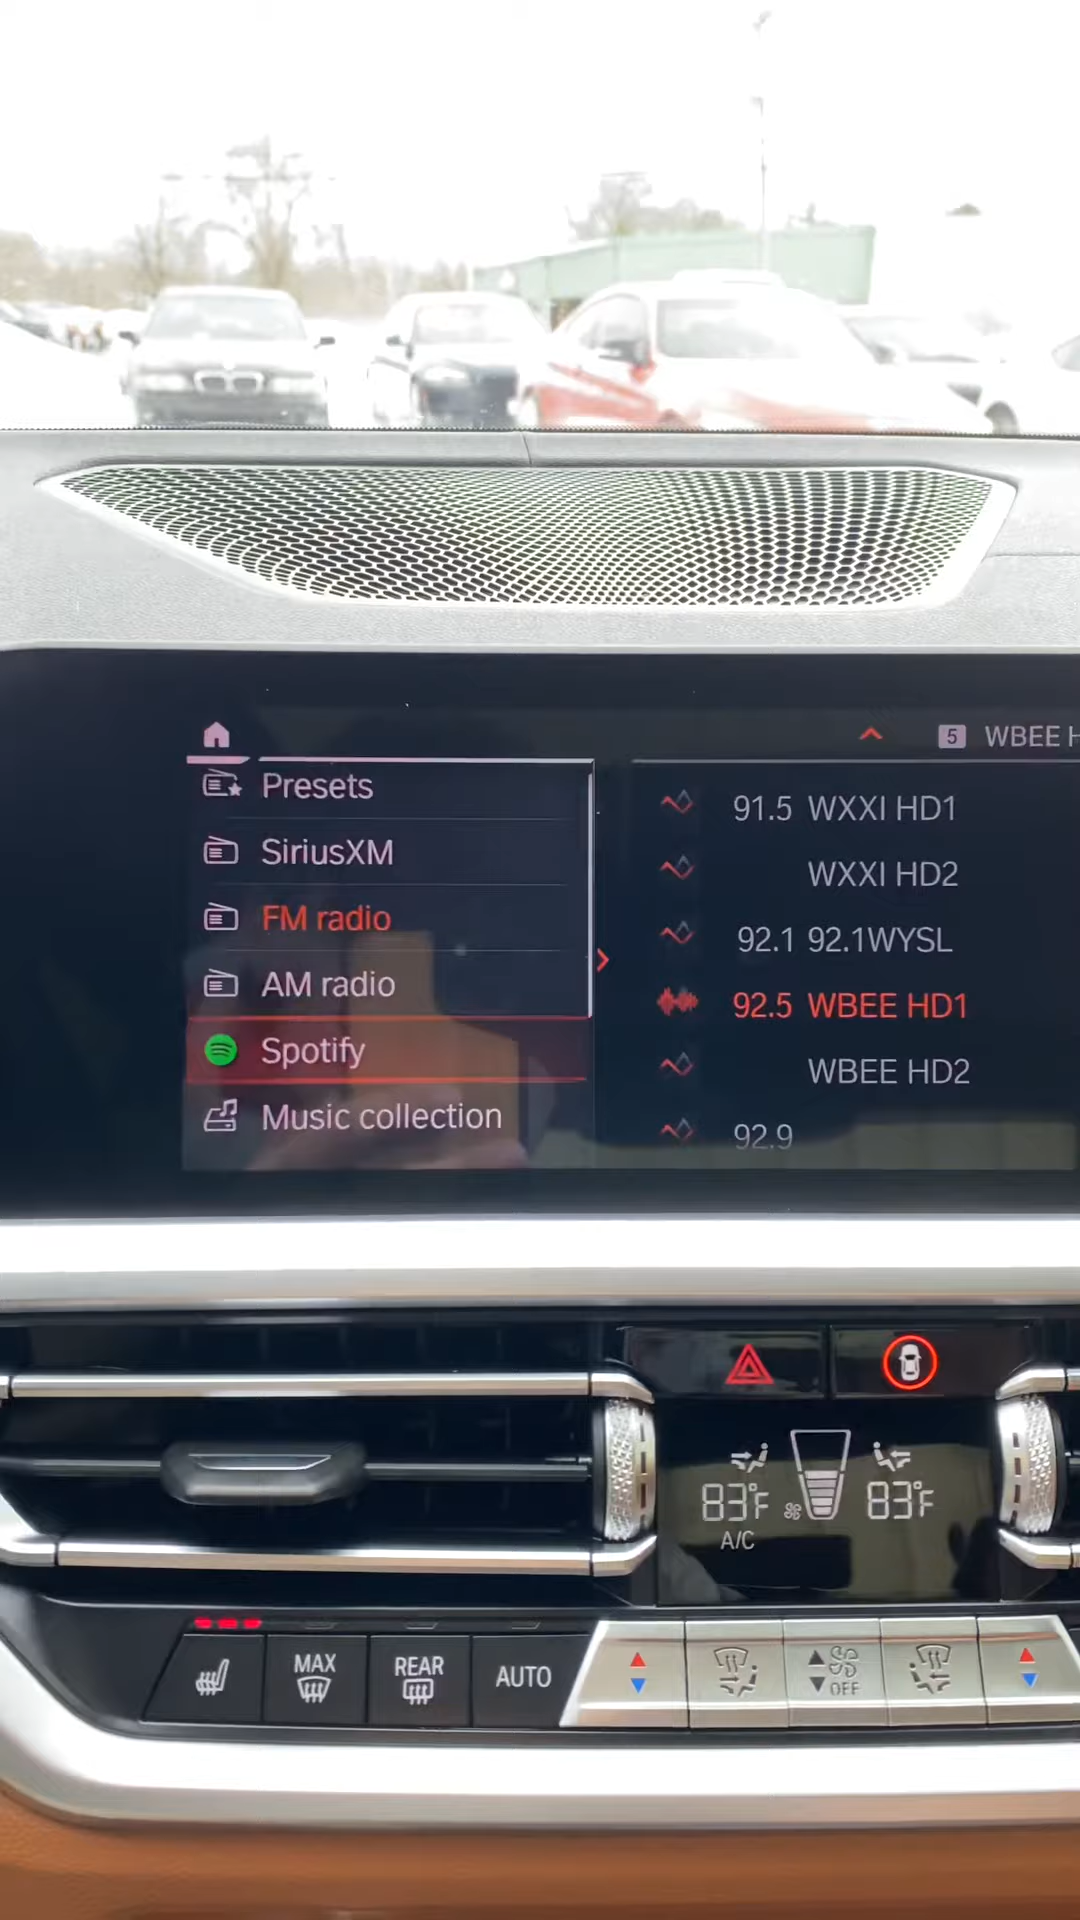 5 WBEE H
Presets
SiriusXM
FM radio
AM radio
Spotify
Music collection
91.5 WXXI HD1
WXXI HD2
92.1 92.1WYSL
92.5 WBEE HD1
WBEE HD2
92.9
83°F 83°F
A/C
MAX
REAR
AUTO
OFF